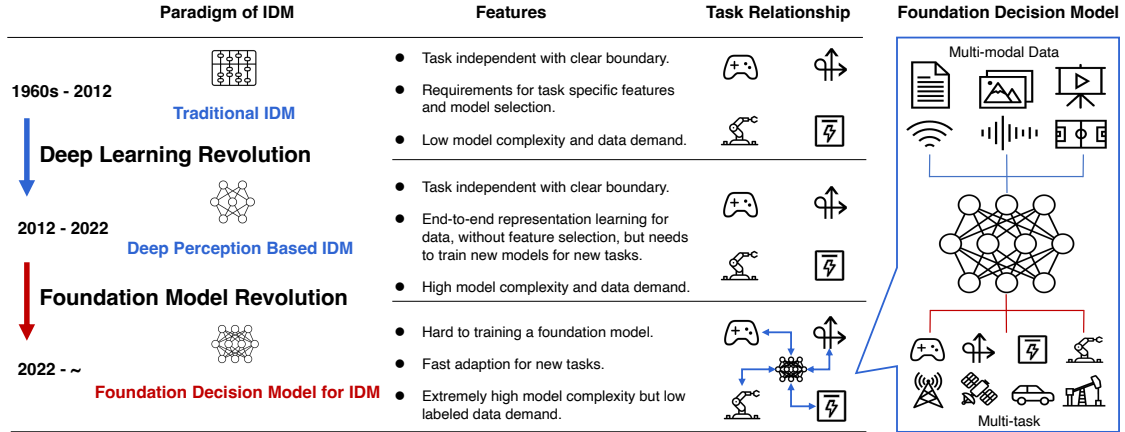 Paradigm of IDM
Features
Task Relationship
Foundation Decision Model
1960s - 2012
Traditional IDM
● Task independent with clear boundary.
● Requirements for task specific features
and model selection.
● Low model complexity and data demand.
Deep Learning Revolution
2012 - 2022
Deep Perception Based IDM
● Task independent with clear boundary.
● End-to-end representation learning for
data, without feature selection, but needs
to train new models for new tasks.
● High model complexity and data demand.
Foundation Model Revolution
2022 - ~
Foundation Decision Model for IDM
● Hard to training a foundation model.
● Fast adaption for new tasks.
● Extremely high model complexity but low
labeled data demand.
Multi-modal Data
Multi-task